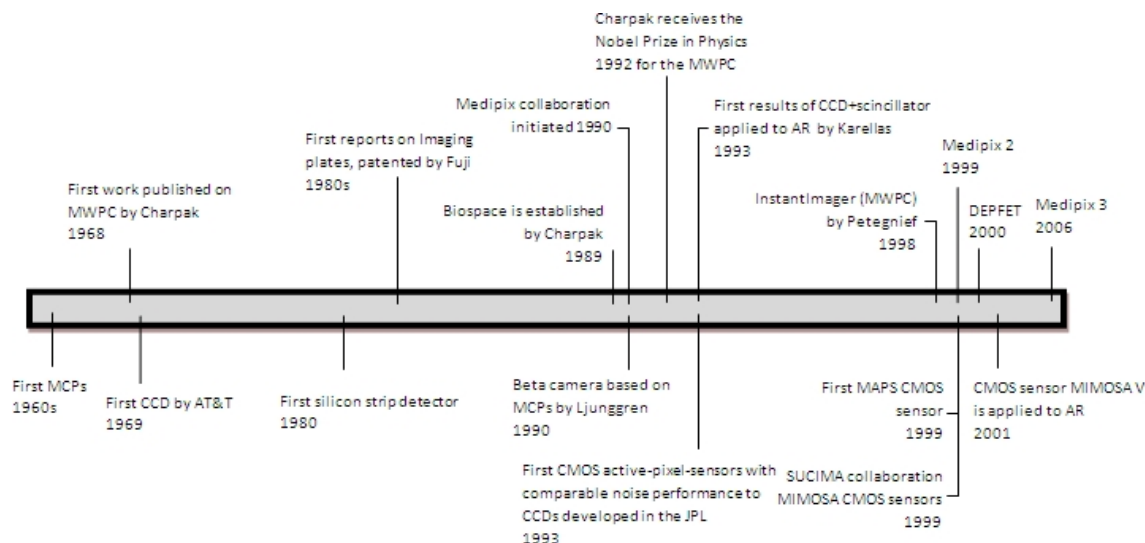 Charpak receives the
Nobel Prize in Physics
1992 for the MWPC
Medipix collaboration
initiated 1990
First results of CCD+scincillator
applied to AR by Karellas
1993
First reports on Imaging
plates, patented by Fuji
1980s
Medipix 2
1999
First work published on
MWPC by Charpak
1968
Biospace is established
by Charpak
1989
InstantImager (MWPC)
by Petegnief
1998
DEPFET
2000
Medipix 3
2006
First MCPs
1960s
First CCD by AT&T
1969
First silicon strip detector
1980
Beta camera based on
MCPs by Ljunggren
1990
First MAPS CMOS
sensor
1999
CMOS sensor MIMOSA V
is applied to AR
2001
First CMOS active-pixel-sensors with
comparable noise performance to
CCDs developed in the JPL
1993
SUCIMA collaboration
MIMOSA CMOS sensors
1999